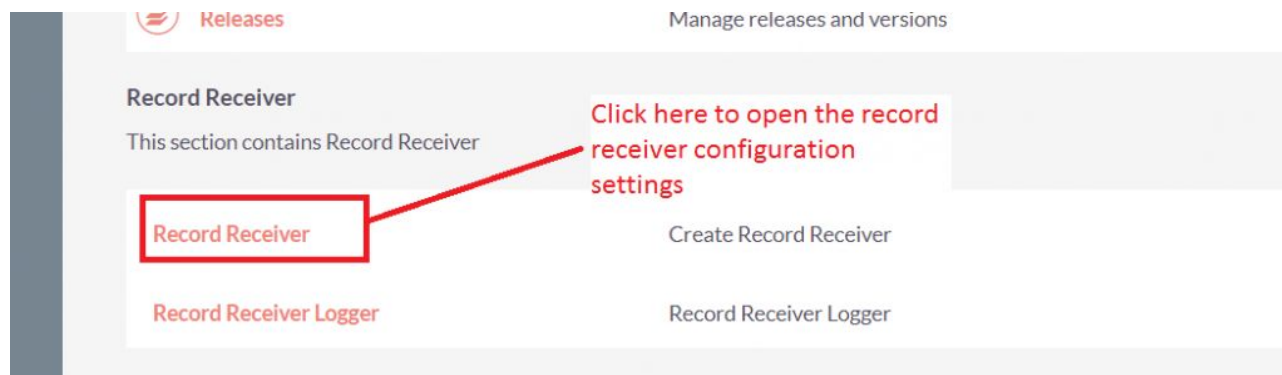 Releases Manage releases and versions
Record Receiver
This section contains Record Receiver
Click here to open the record
receiver configuration
settings
Record Receiver Create Record Receiver
Record Receiver Logger Record Receiver Logger